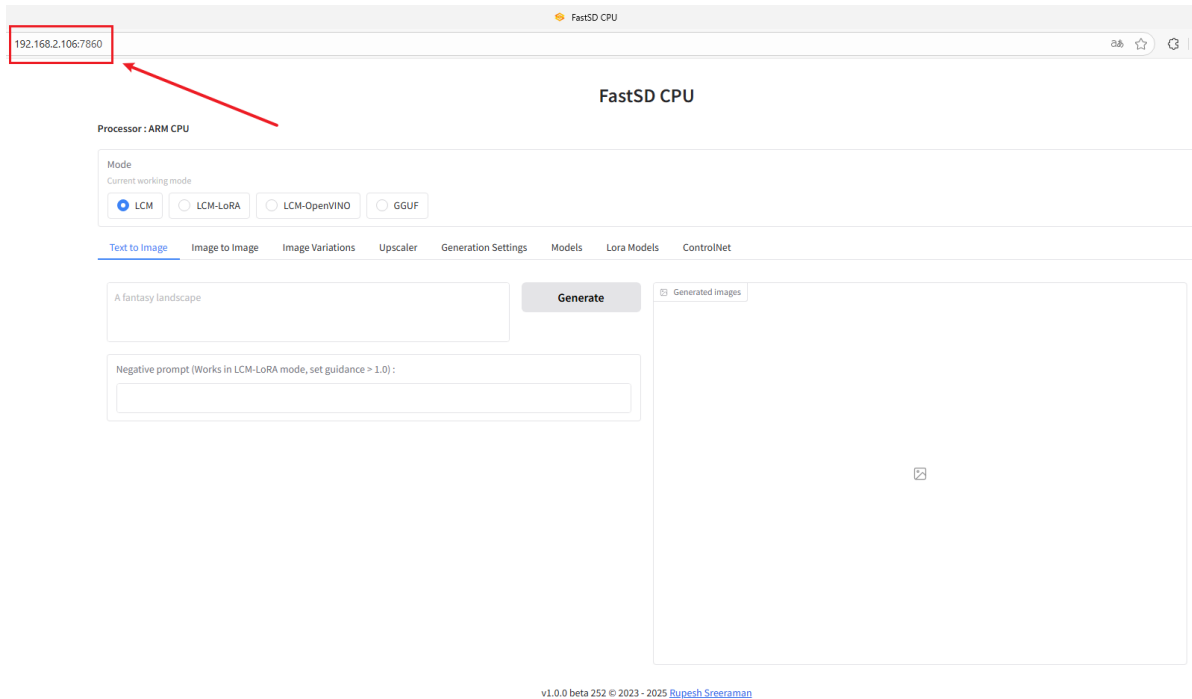 FastSD CPU
192.168.2.106:7860
FastSD CPU
Processor : ARM CPU
Mode
Current working mode
LCM LCM-LoRA LCM-OpenVINO GGUF
Text to Image Image to Image Image Variations Upscaler Generation Settings Models Lora Models ControlNet
A fantasy landscape Generate Generated images
Negative prompt (Works in LCM-LoRA mode, set guidance > 1.0) :
v1.0.0 beta 252 © 2023 - 2025 Rupesh Sreeraman